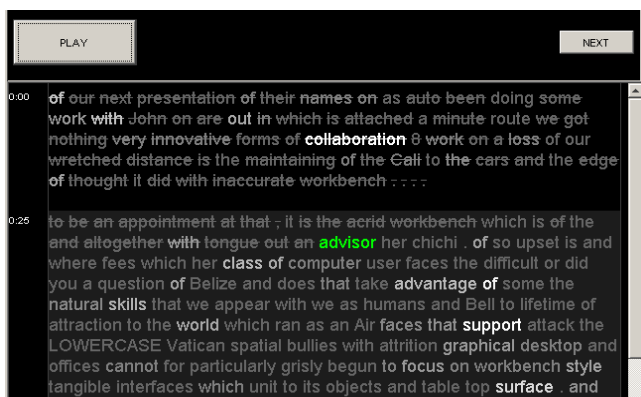 PLAY
NEXT
0:00 of our next presentation of their names on as auto been doing some
work with John on are out in which is attached a minute route we got
nothing very innovative forms of collaboration 8 work on a loss of our
wretched distance is the maintaining of the Cali to the cars and the edge
of thought it did with inaccurate workbench . . . .
0:25 to be an appointment at that , it is the acrid workbench which is of the
and altogether with tongue out an advisor her chichi . of so upset is and
where fees which her class of computer user faces the difficult or did
you a question of Belize and does that take advantage of some the
natural skills that we appear with we as humans and Bell to lifetime of
attraction to the world which ran as an Air faces that support attack the
LOWERCASE Vatican spatial bullies with attrition graphical desktop and
offices cannot for particularly grisly begun to focus on workbench style
tangible interfaces which unit to its objects and table top surface . and